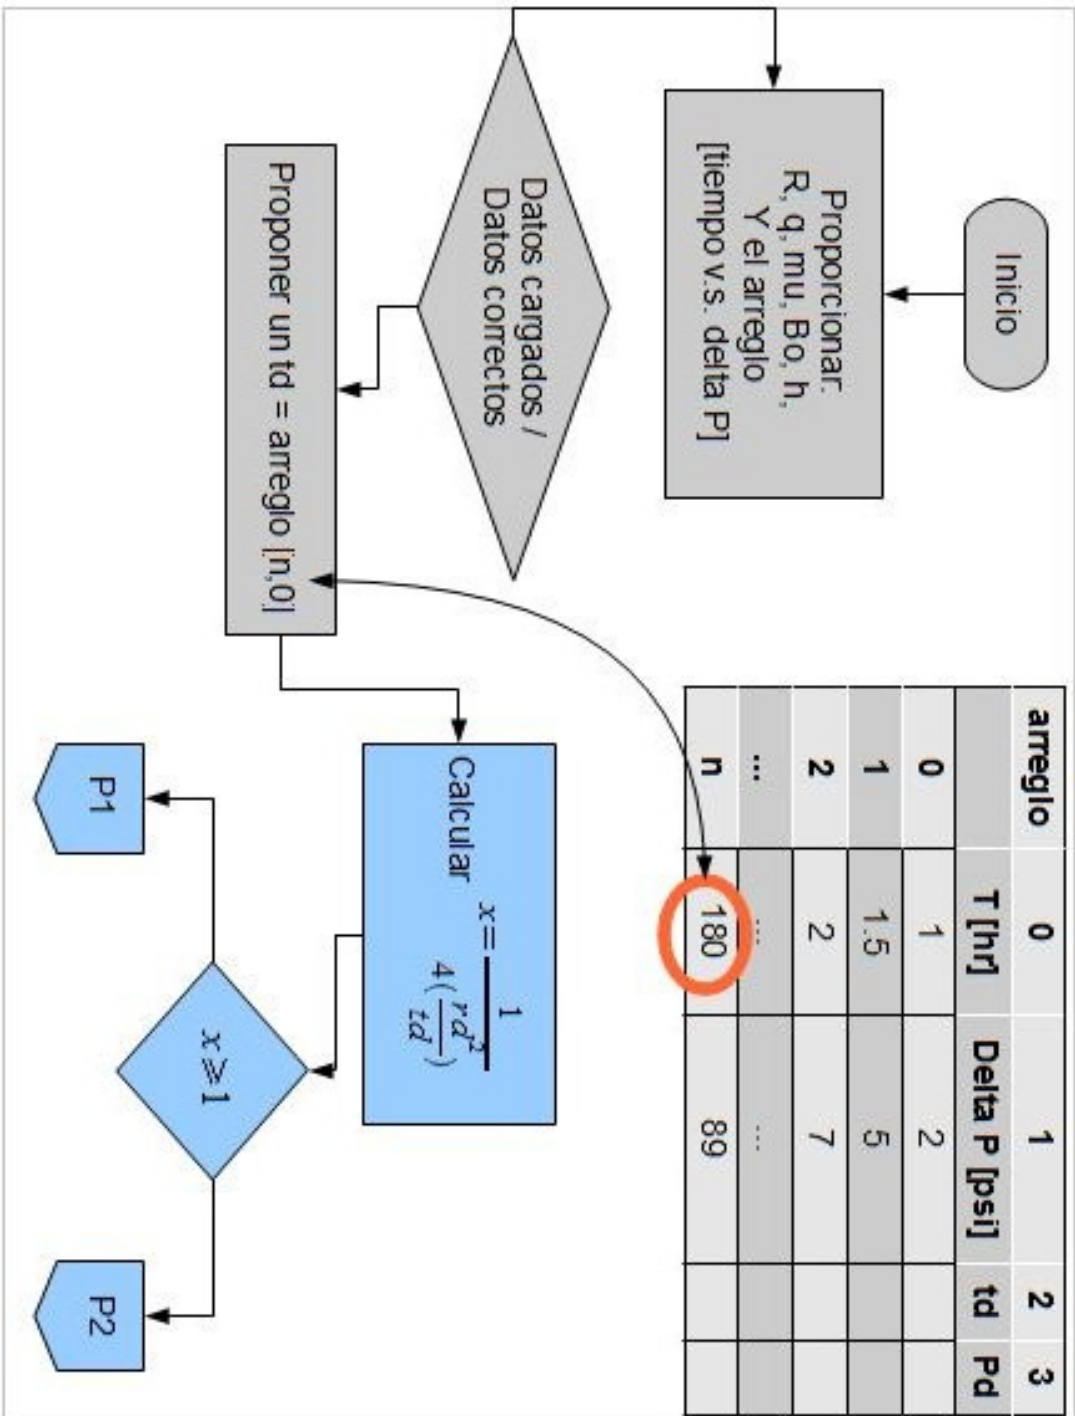 Inicio
Proporcionar:
R, q, mu, Bo, h,
Y el arreglo
[tiempo v.s. delta P]
Datos cargados /
Datos correctos
Proponer un td = arreglo [n,0]
arreglo 0 1 2 3
T [hr] Delta P [psi] td Pd
0 1 2
1 1.5 5
2 2 7
... ... ...
n 180 89
Calcular x = 1 / 4(rd² / td)
x ⩾ 1
P1
P2